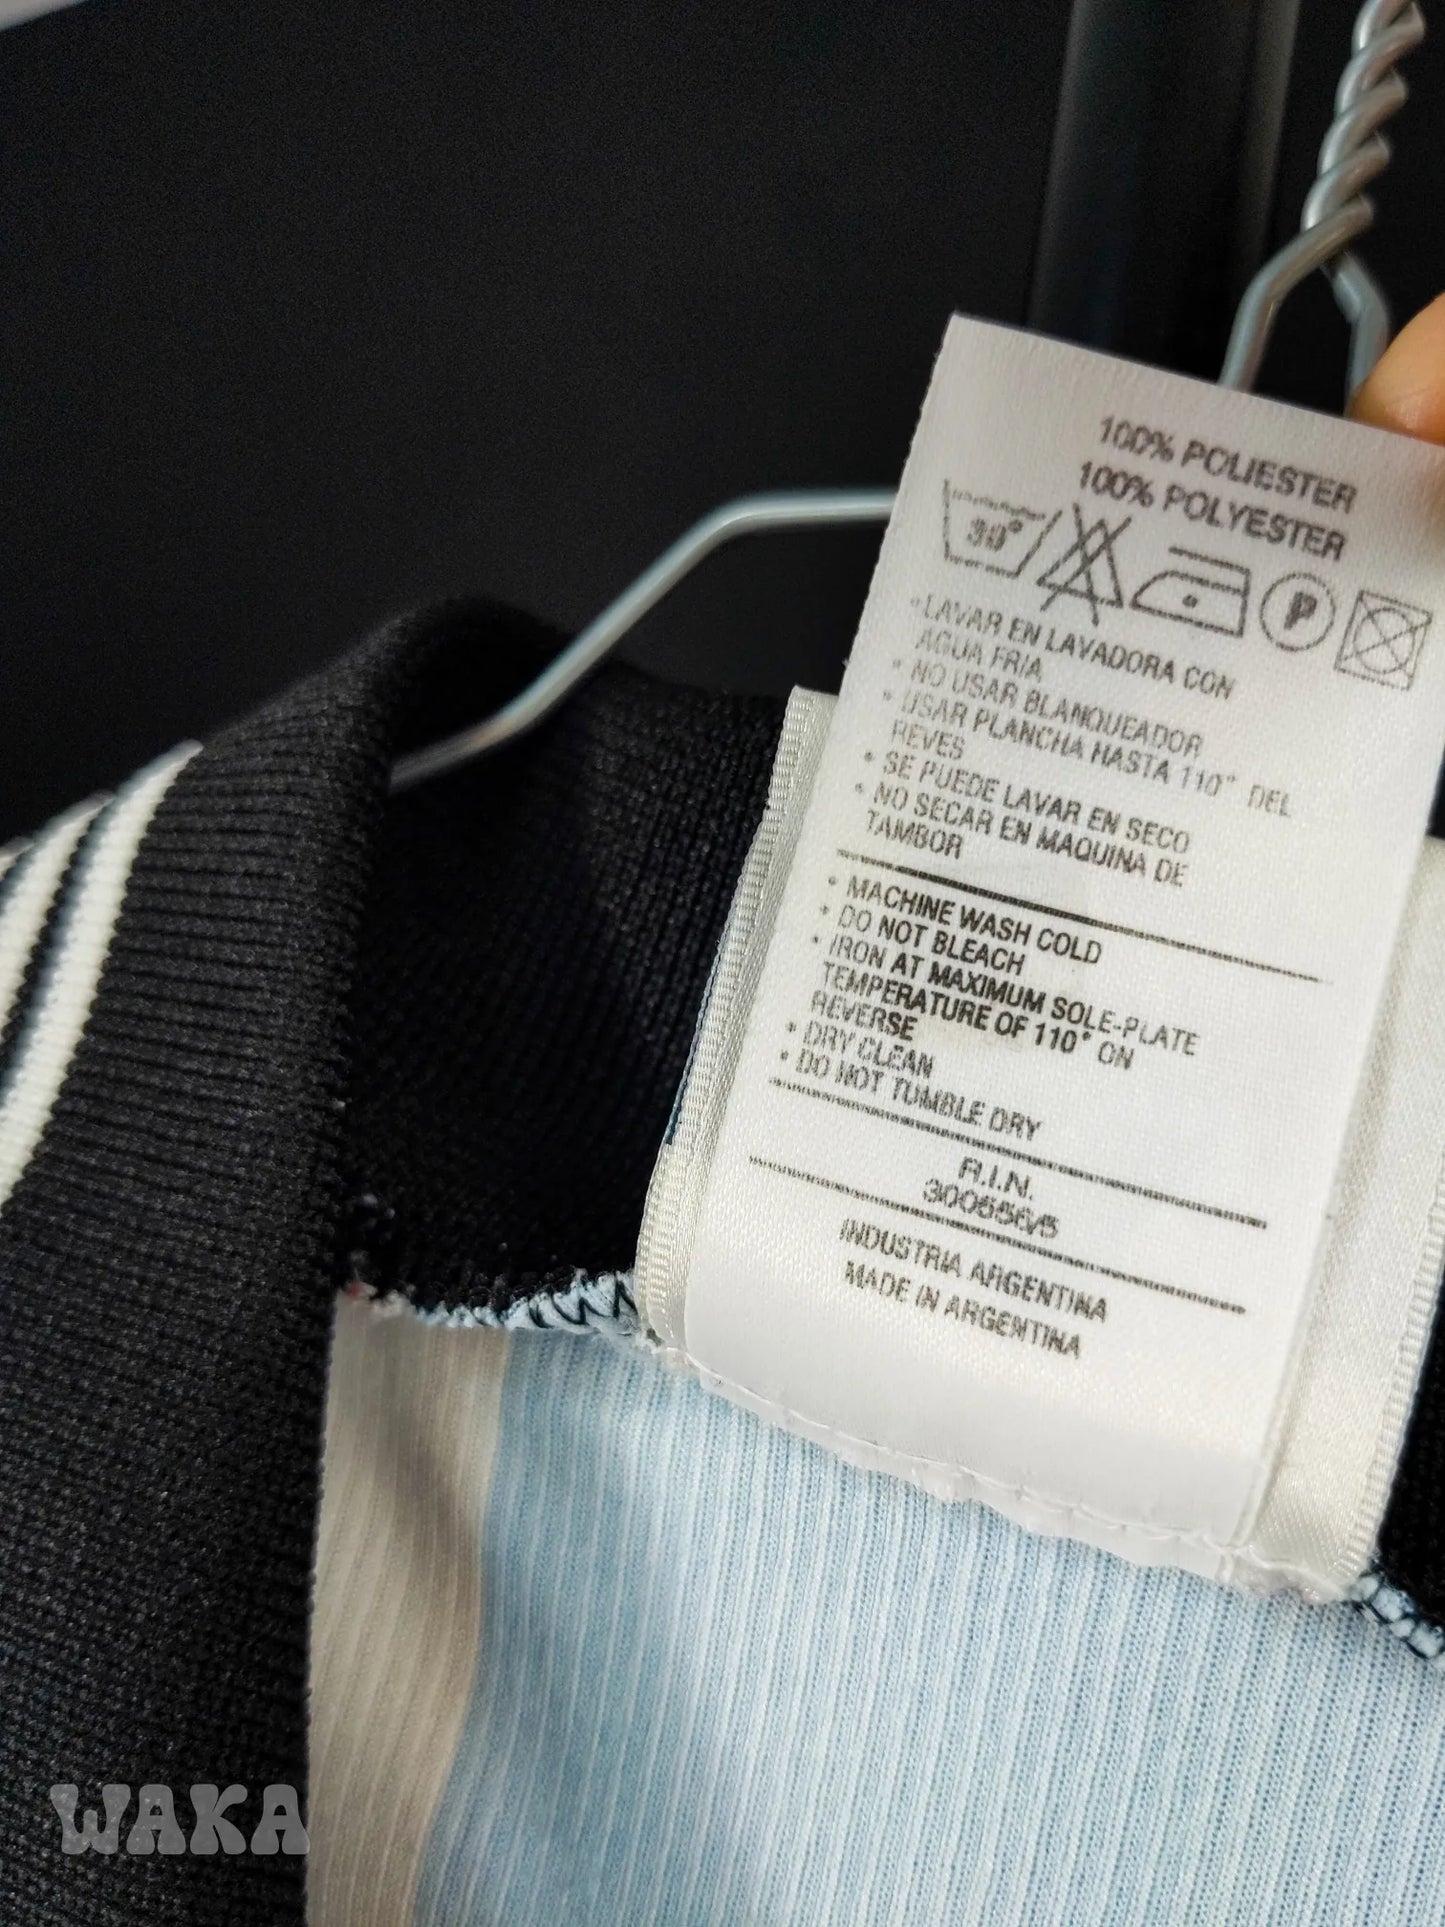 100% POLIESTER
100% POLYESTER
30°
P
• LAVAR EN LAVADORA CON
AGUA FRIA
• NO USAR BLANQUEADOR
• USAR PLANCHA HASTA 110° DEL
REVES
• SE PUEDE LAVAR EN SECO
• NO SECAR EN MAQUINA DE
TAMBOR
• MACHINE WASH COLD
• DO NOT BLEACH
• IRON AT MAXIMUM SOLE-PLATE
TEMPERATURE OF 110° ON
REVERSE
• DRY CLEAN
• DO NOT TUMBLE DRY
R.I.N.
300556/5
INDUSTRIA ARGENTINA
MADE IN ARGENTINA
WAKA